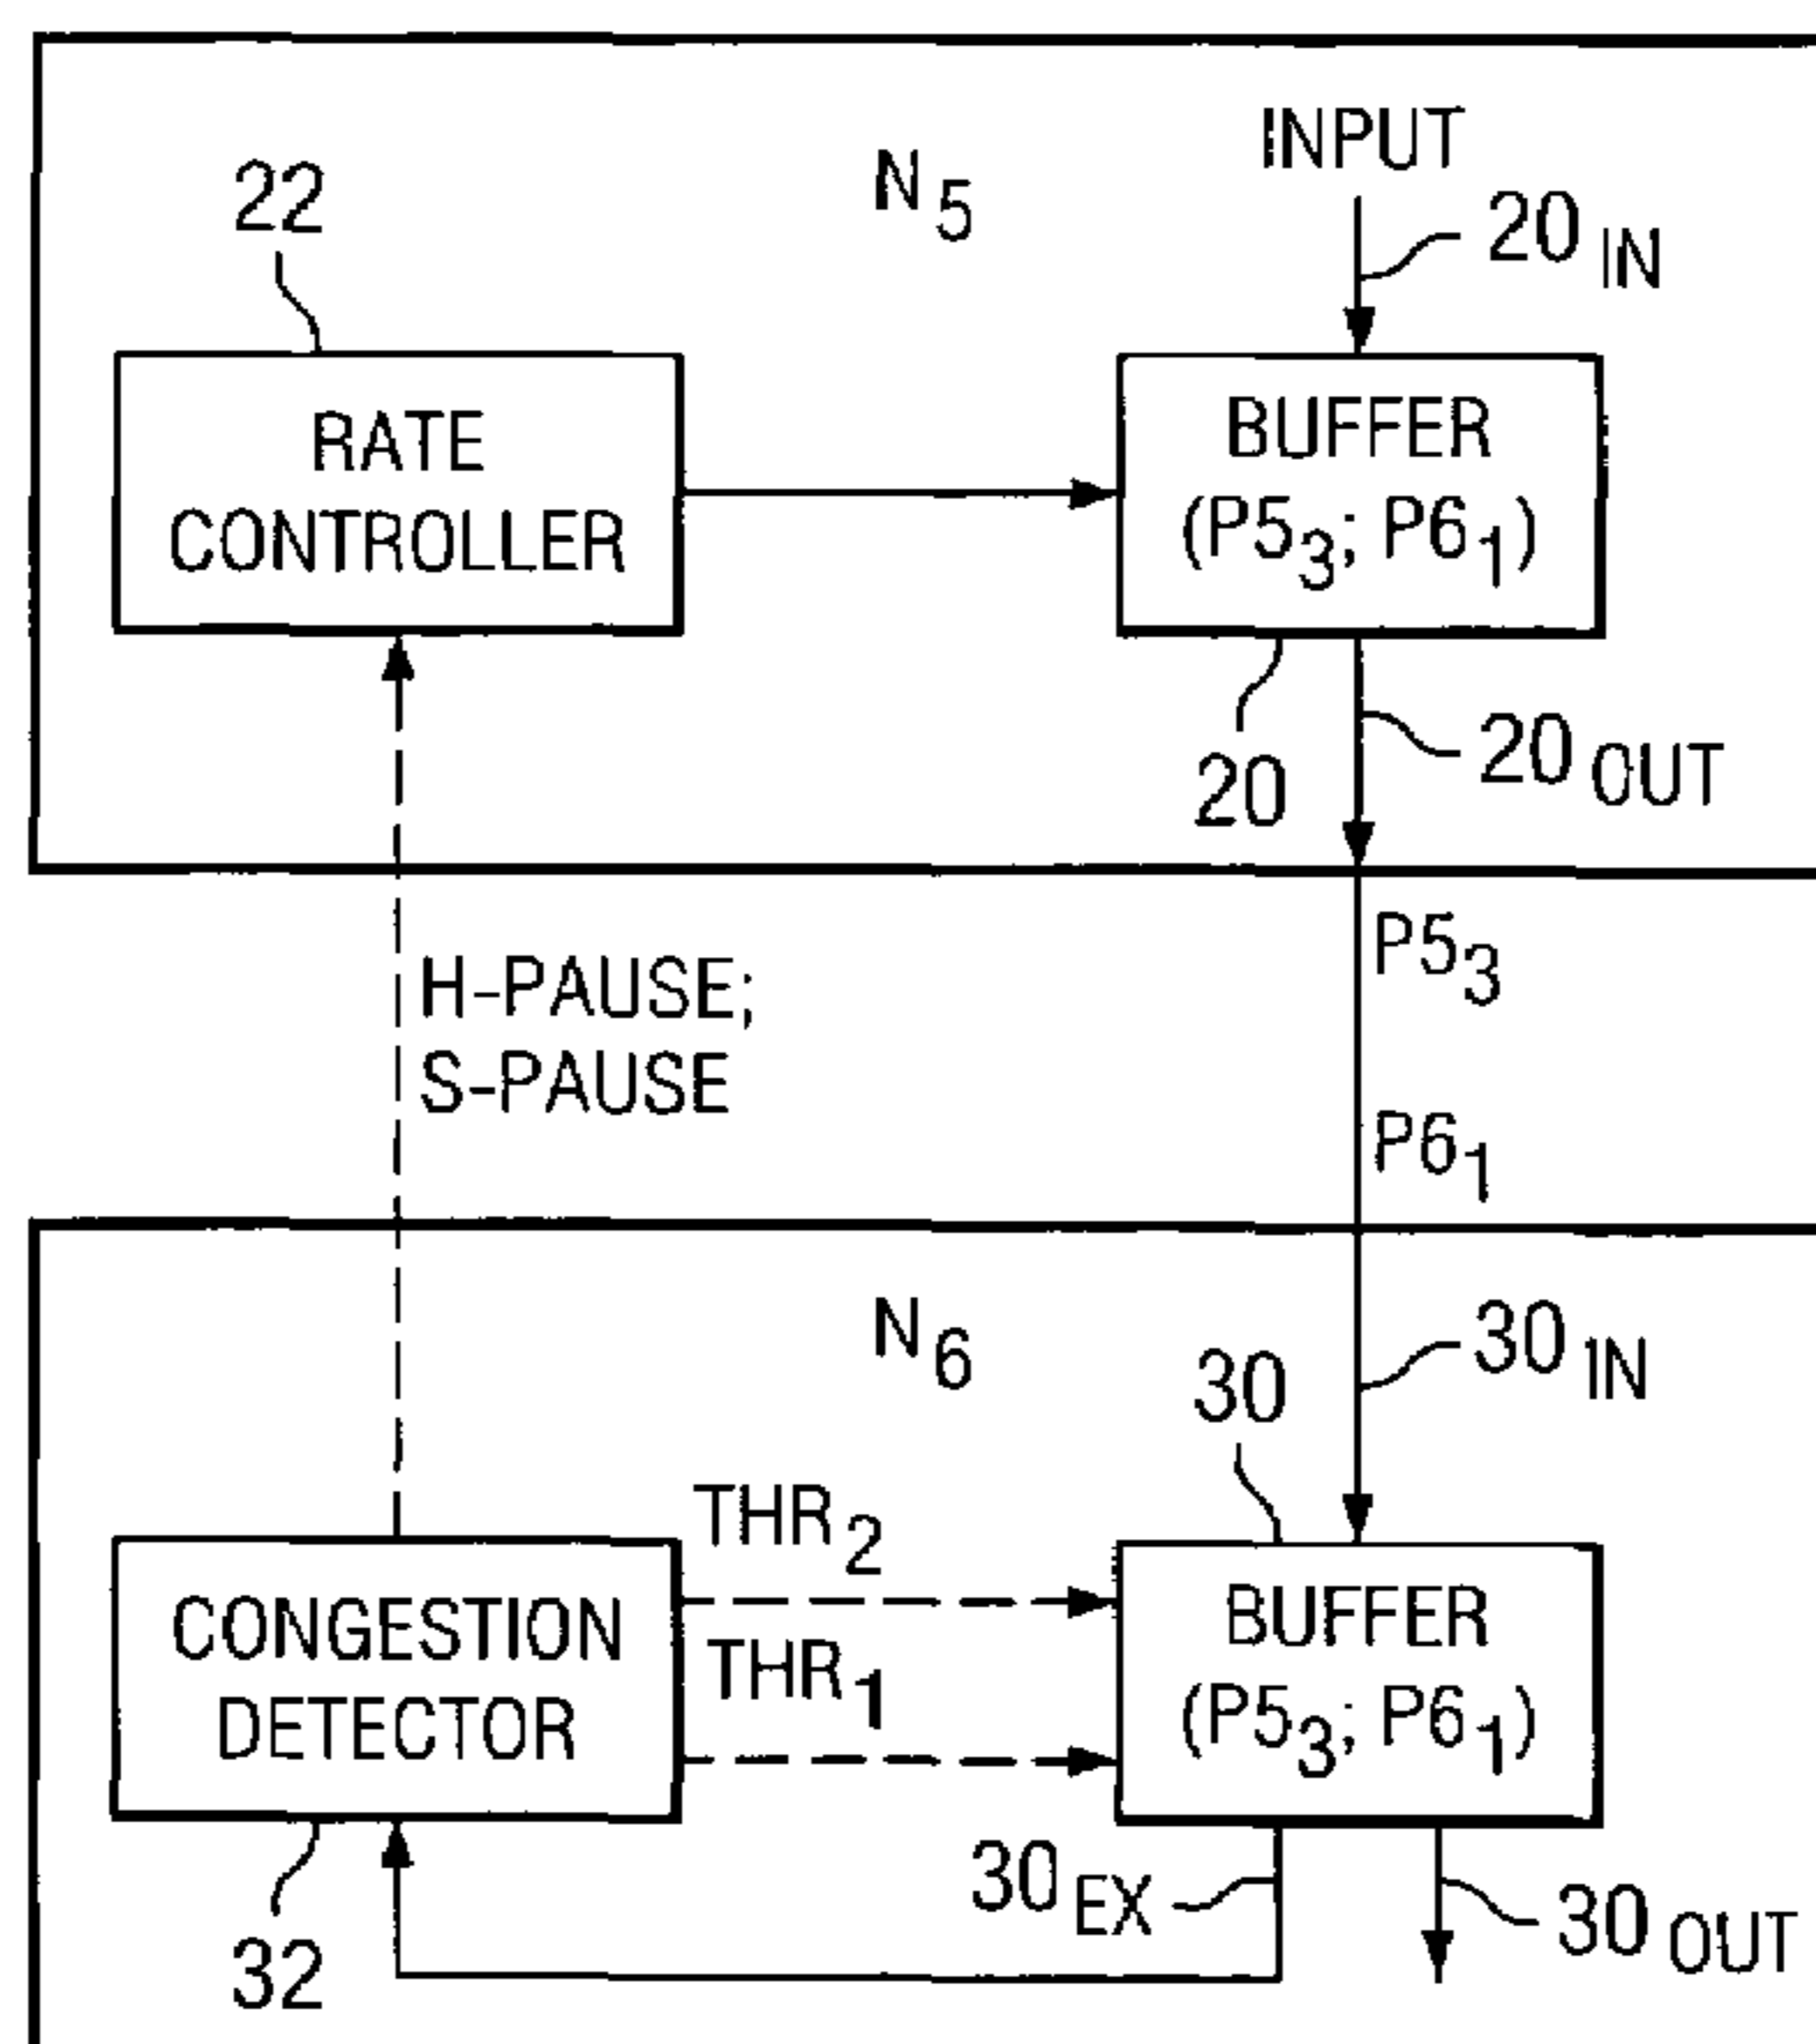 INPUT
N5
20IN
22
RATE
CONTROLLER
BUFFER
(P53; P61)
20
20OUT
P53
H-PAUSE;
S-PAUSE
P61
N6
30IN
30
THR2
CONGESTION
DETECTOR
THR1
BUFFER
(P53; P61)
30EX
30OUT
32